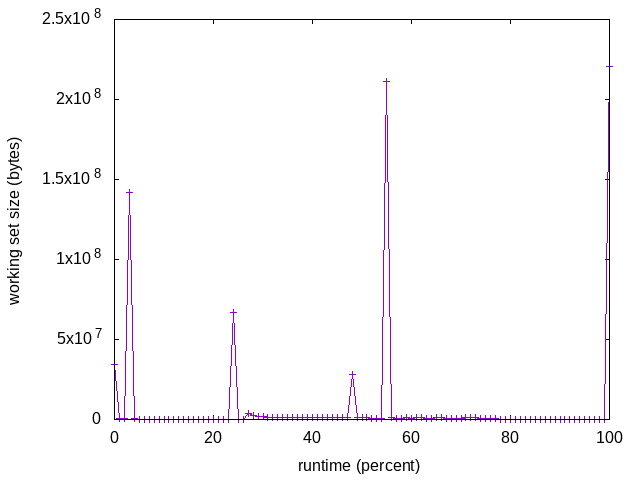 2.5x10^8
2x10^8
1.5x10^8
1x10^8
5x10^7
0
working set size (bytes)
0 20 40 60 80 100
runtime (percent)